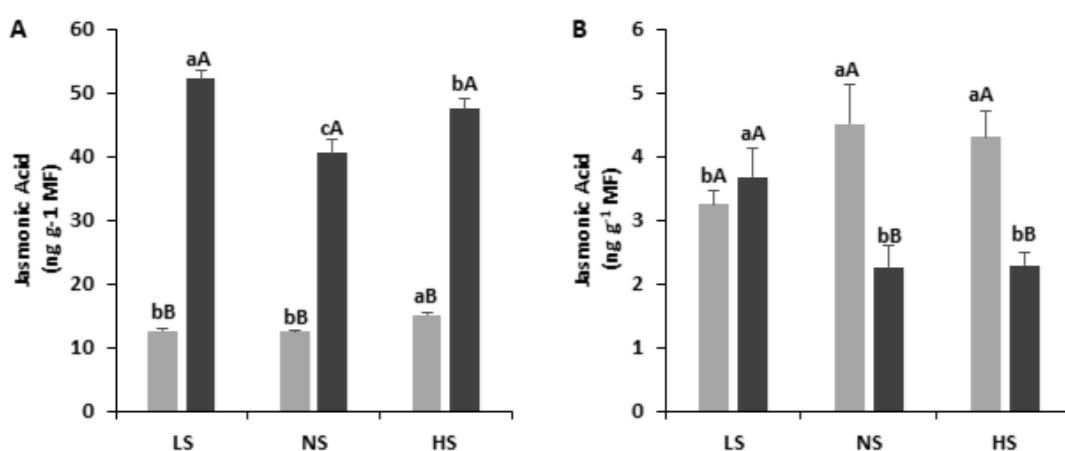 A
Jasmonic Acid
(ng g-1 MF)
60
50
40
30
20
10
0
aA
bA
cA
bB
bB
aB
LS
NS
HS
B
Jasmonic Acid
(ng g⁻¹ MF)
6
5
4
3
2
1
0
aA
aA
aA
bA
bB
bB
LS
NS
HS